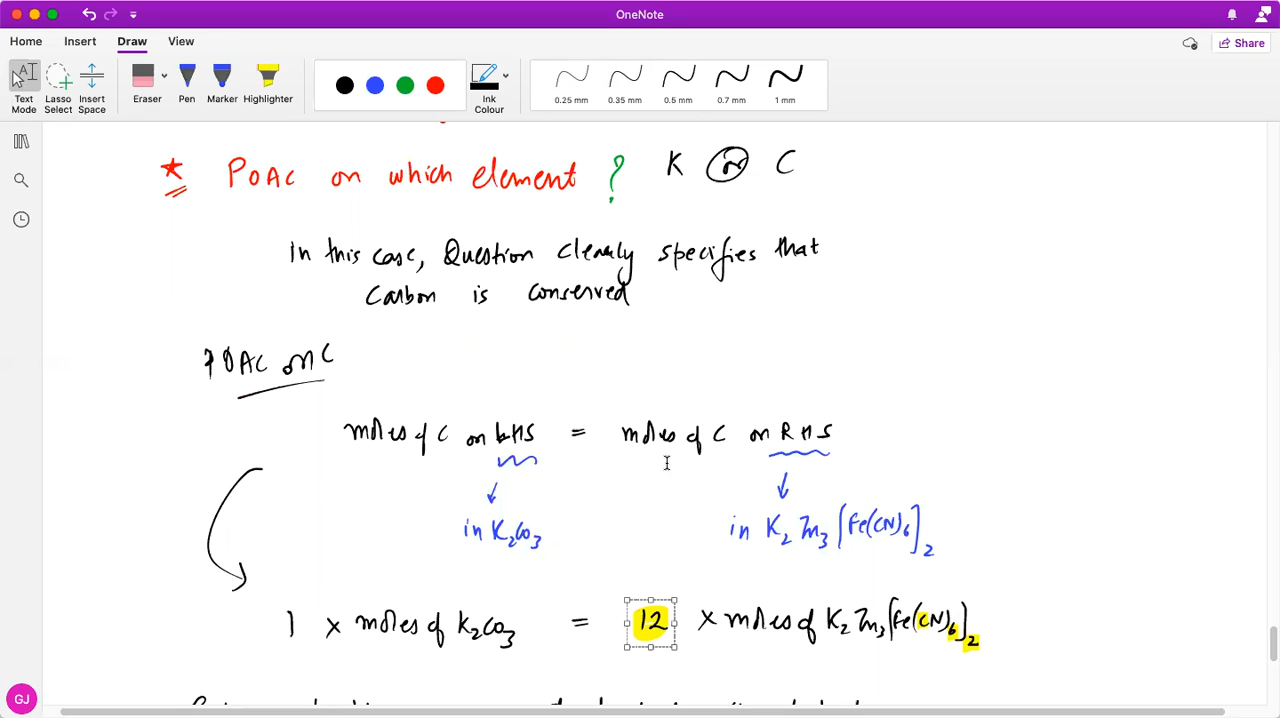 OneNote
Home Insert Draw View
Share
Text Mode
Lasso Select
Insert Space
Eraser
Pen
Marker
Highlighter
Ink Colour
0.25 mm
0.35 mm
0.5 mm
0.7 mm
1 mm
* POAC on which element ? K or C
In this case, Question clearly specifies that
Carbon is conserved
POAC on C
moles of C on LHS = moles of C on RHS
in K₂CO₃ in K₂Zn₃[Fe(CN)₆]₂
1 × moles of K₂CO₃ = 12 × moles of K₂Zn₃[Fe(CN)₆]₂
GJ